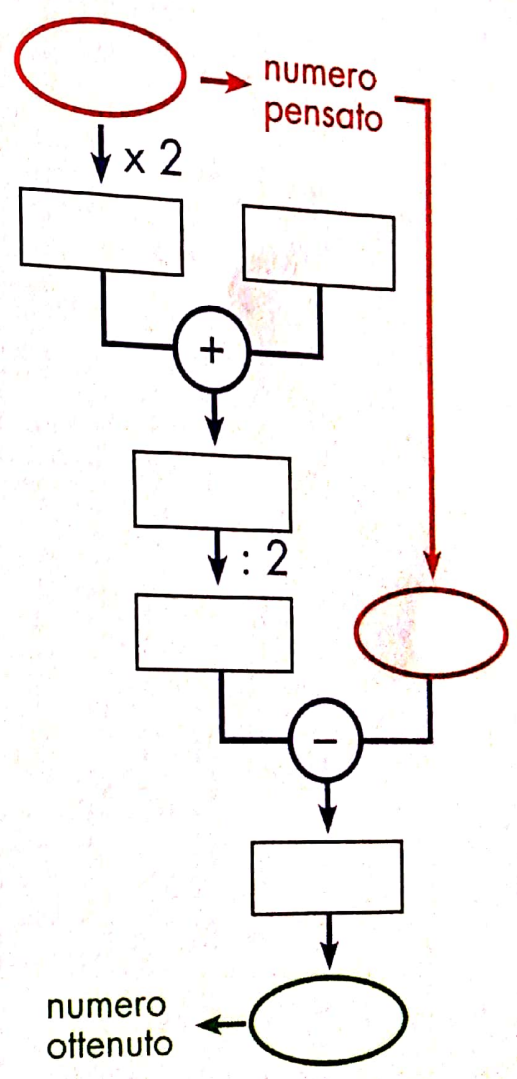 numero
pensato
x 2
+
: 2
−
numero
ottenuto